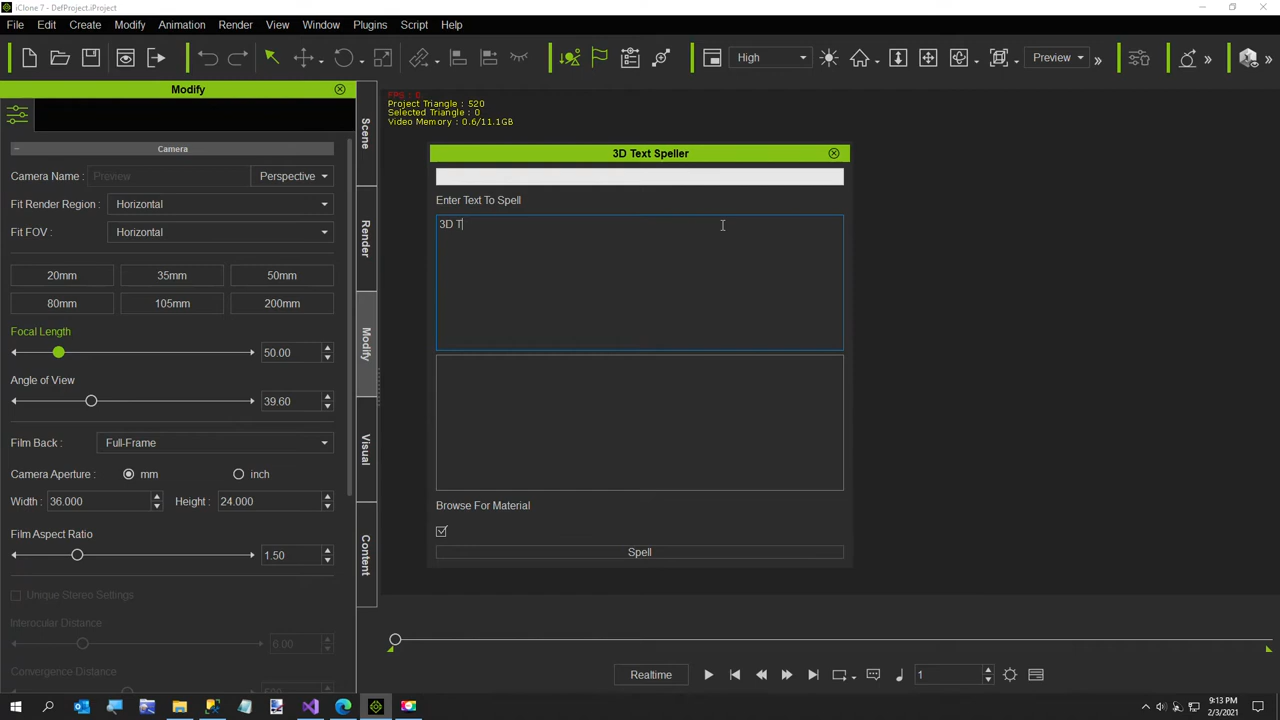 iClone 7 - DefProject.iProject
File Edit Create Modify Animation Render View Window Plugins Script Help
High
Preview
Modify
FPS : 0
Project Triangle : 520
Selected Triangle : 0
Video Memory : 0.6/11.1GB
Scene
Render
Modify
Visual
Content
Camera
Camera Name : Preview Perspective
Fit Render Region : Horizontal
Fit FOV : Horizontal
20mm 35mm 50mm
80mm 105mm 200mm
Focal Length
50.00
Angle of View
39.60
Film Back : Full-Frame
Camera Aperture : mm inch
Width : 36.000 Height : 24.000
Film Aspect Ratio
1.50
Unique Stereo Settings
Interocular Distance
6.00
Convergence Distance
3D Text Speller
Enter Text To Spell
3D T
Browse For Material
Spell
Realtime
1
9:13 PM
2/3/2021